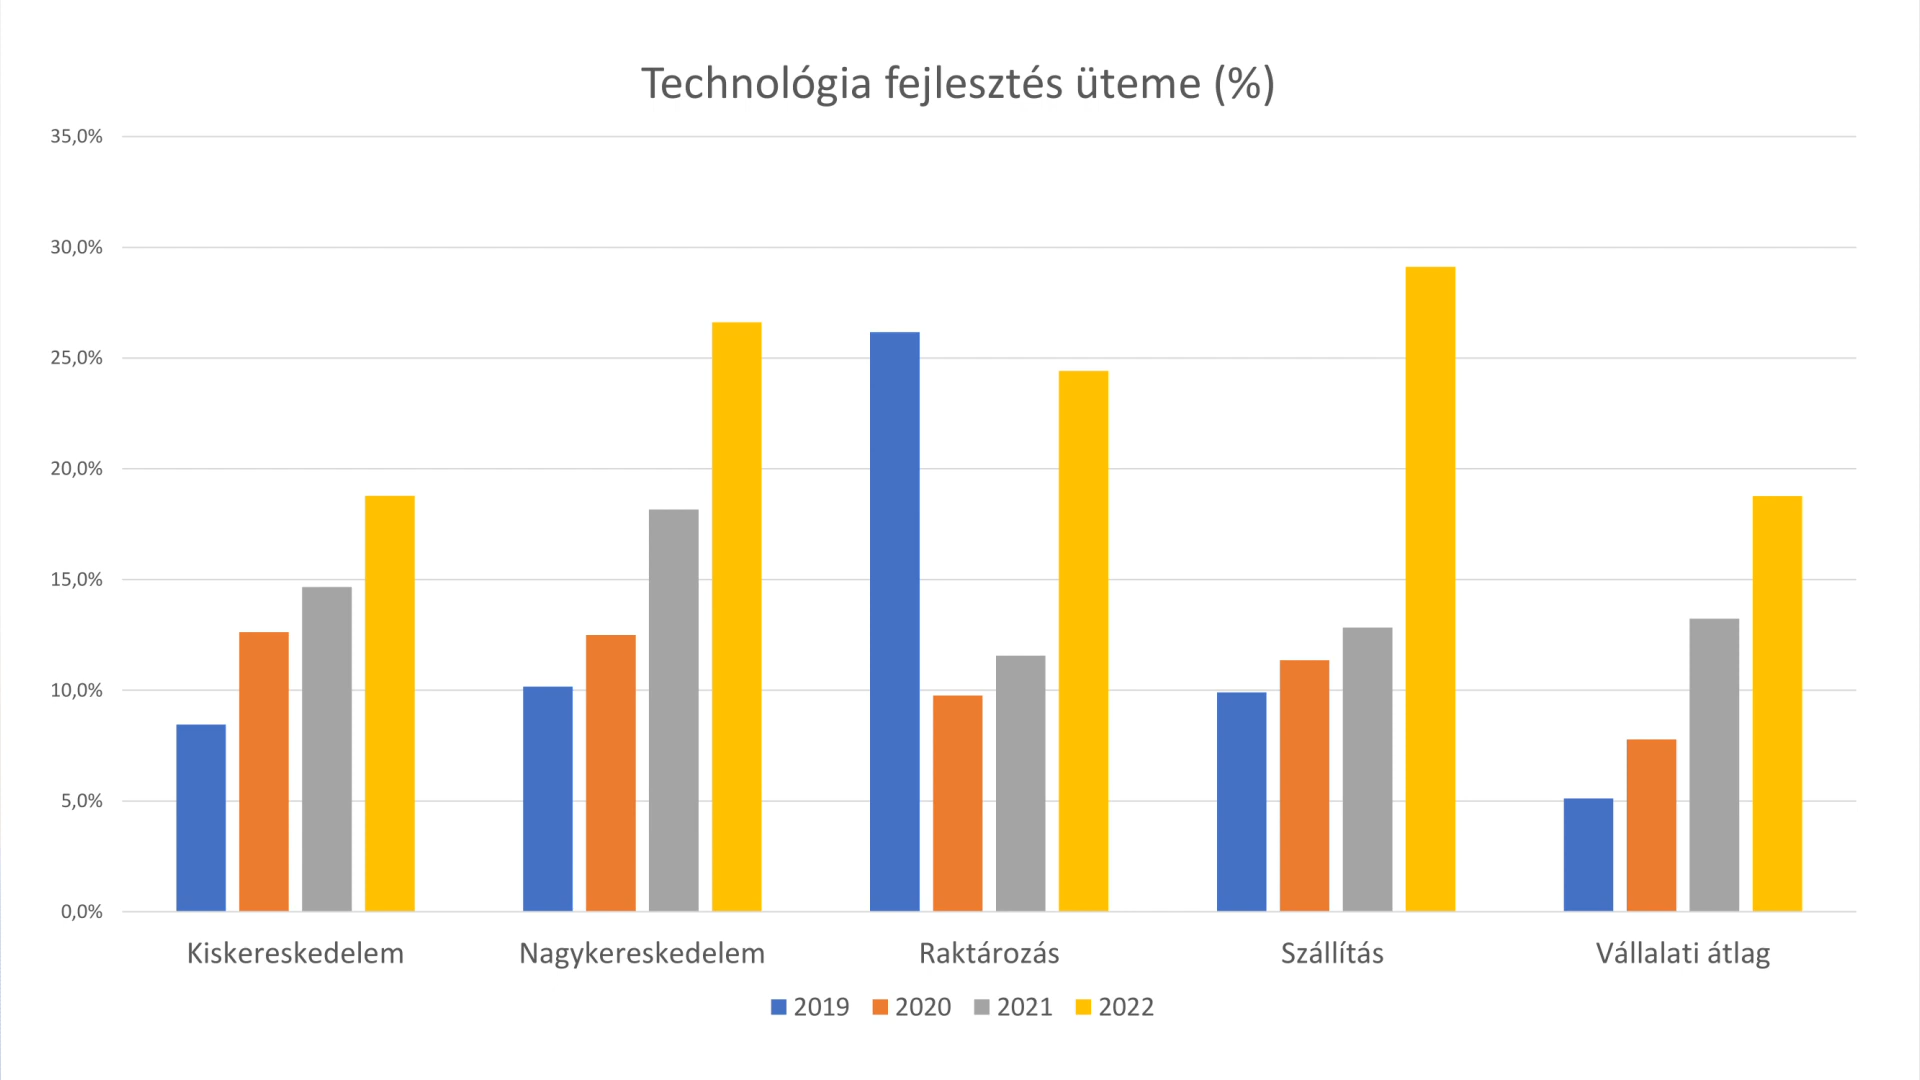 Technológia fejlesztés üteme (%)
35,0%
30,0%
25,0%
20,0%
15,0%
10,0%
5,0%
0,0%
Kiskereskedelem Nagykereskedelem Raktározás Szállítás Vállalati átlag
2019 2020 2021 2022